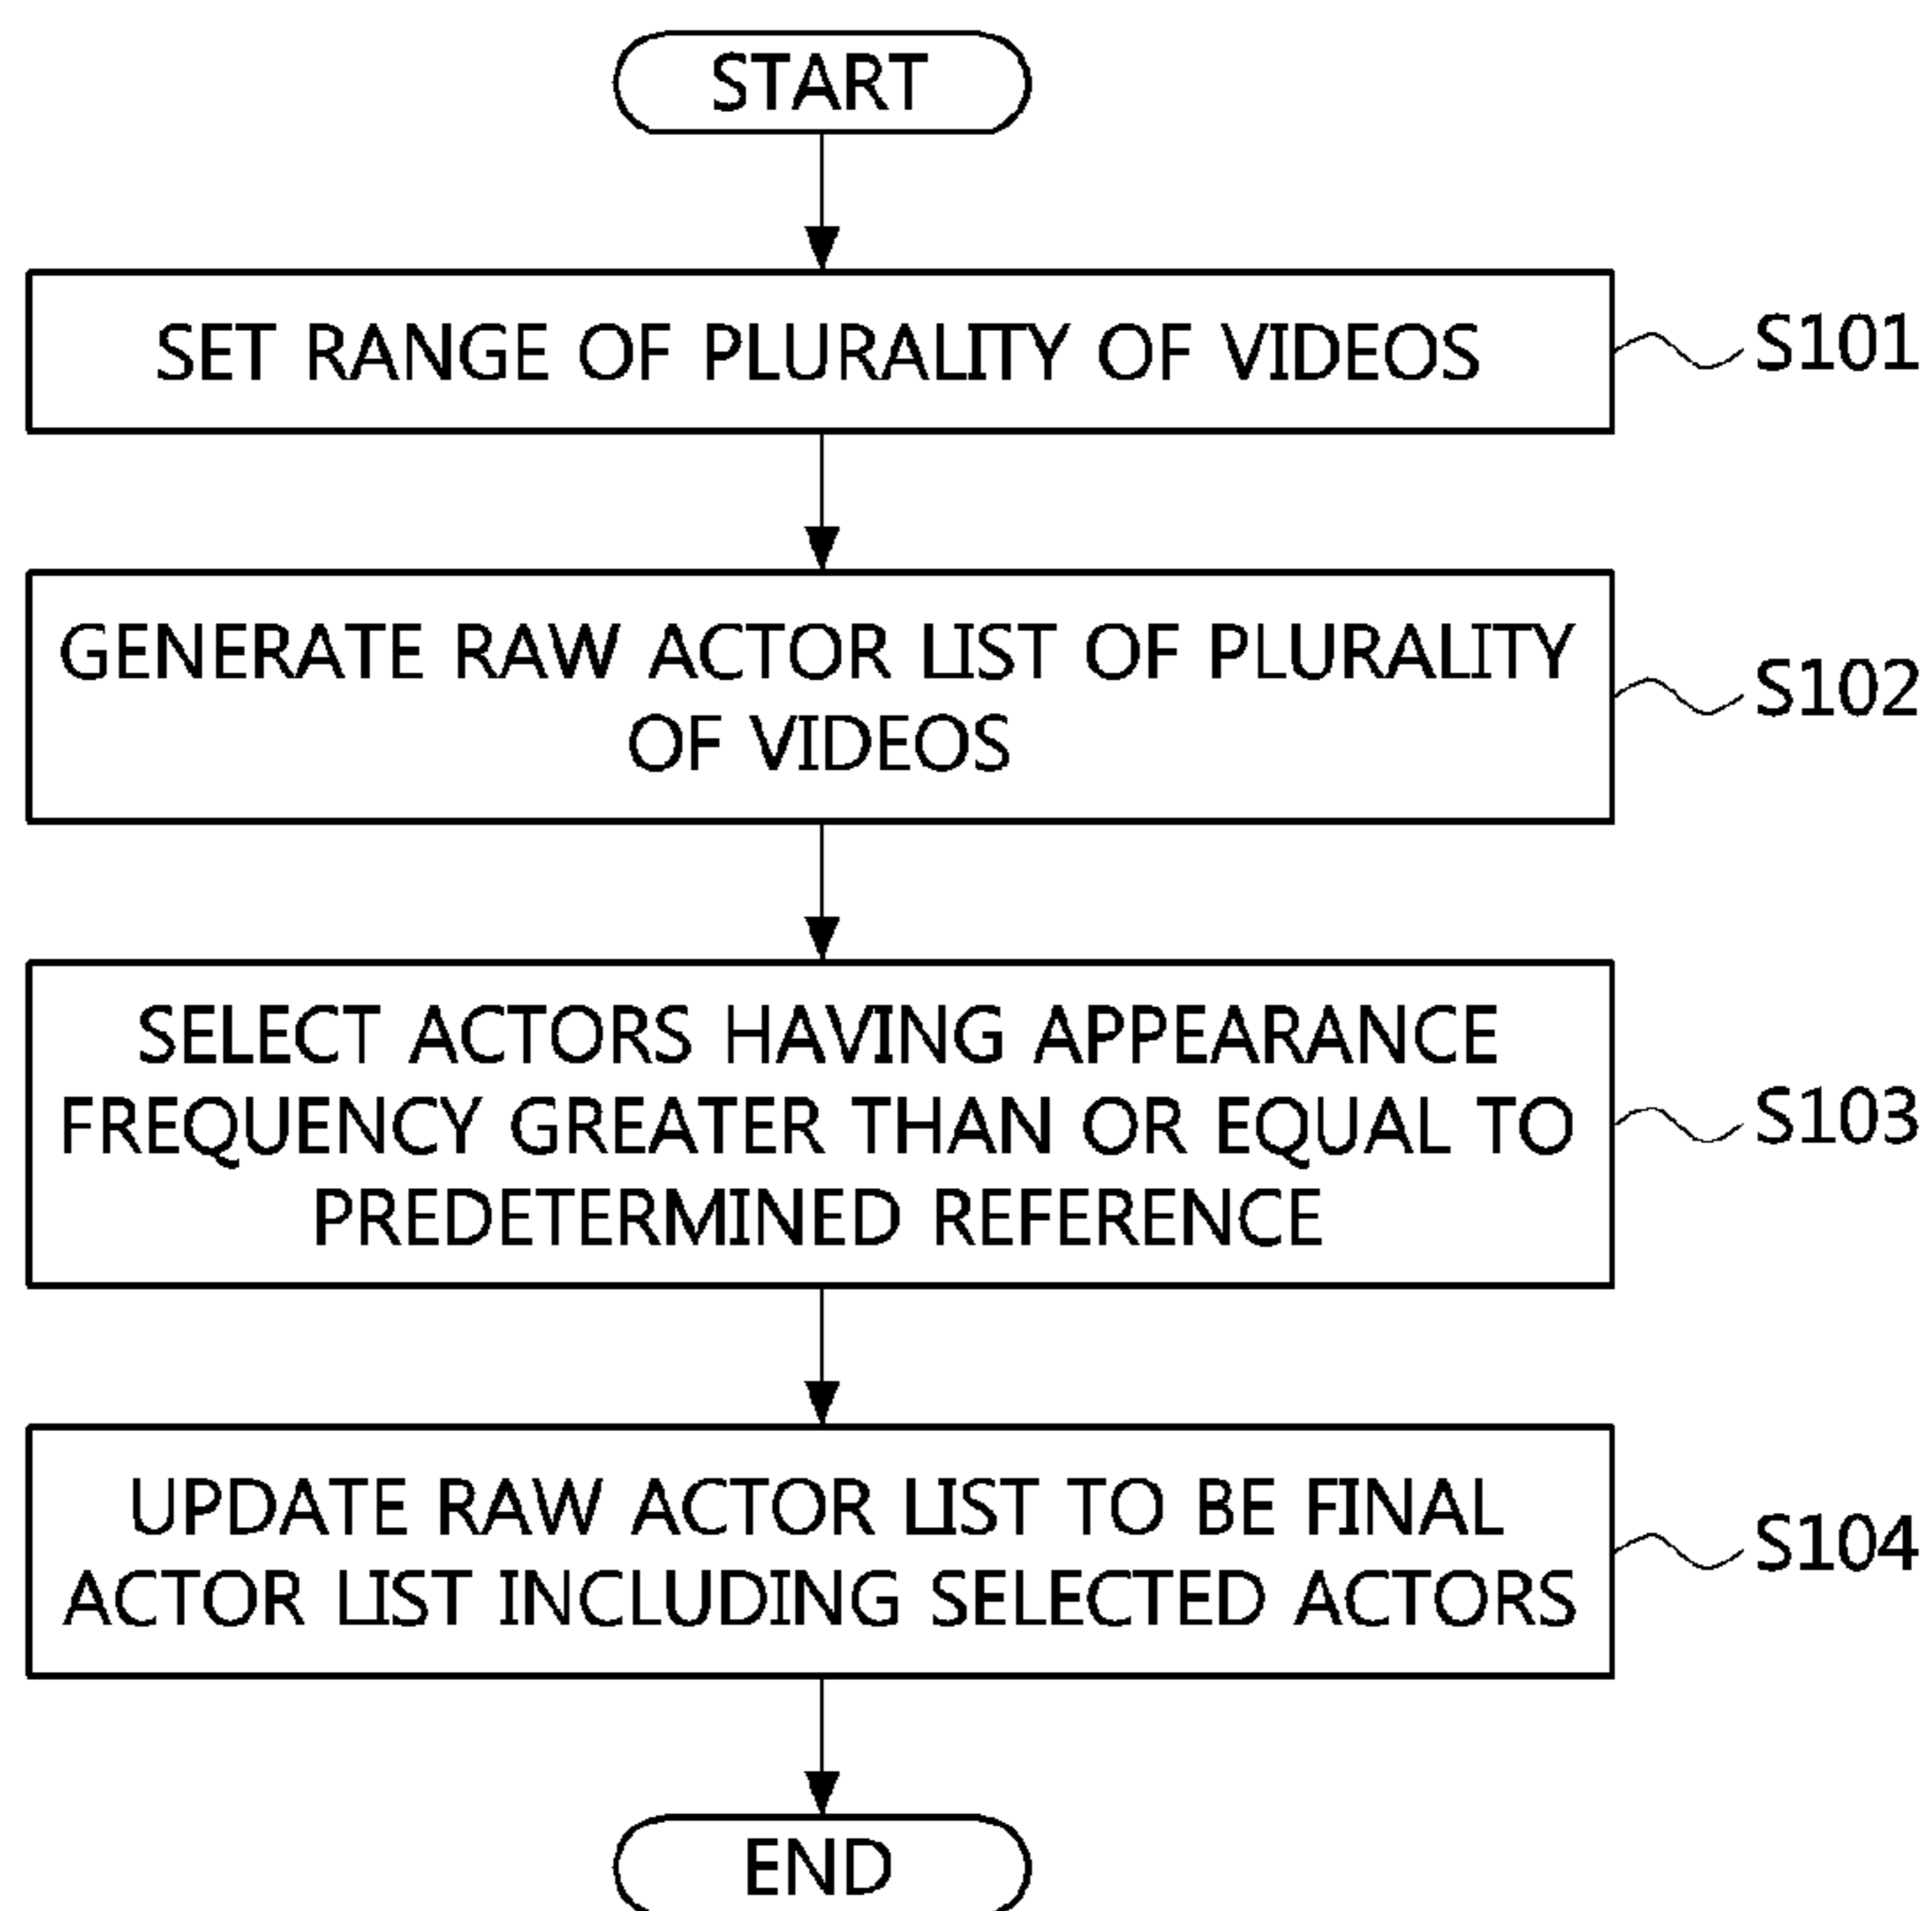 START
SET RANGE OF PLURALITY OF VIDEOS
S101
GENERATE RAW ACTOR LIST OF PLURALITY
OF VIDEOS
S102
SELECT ACTORS HAVING APPEARANCE
FREQUENCY GREATER THAN OR EQUAL TO
PREDETERMINED REFERENCE
S103
UPDATE RAW ACTOR LIST TO BE FINAL
ACTOR LIST INCLUDING SELECTED ACTORS
S104
END